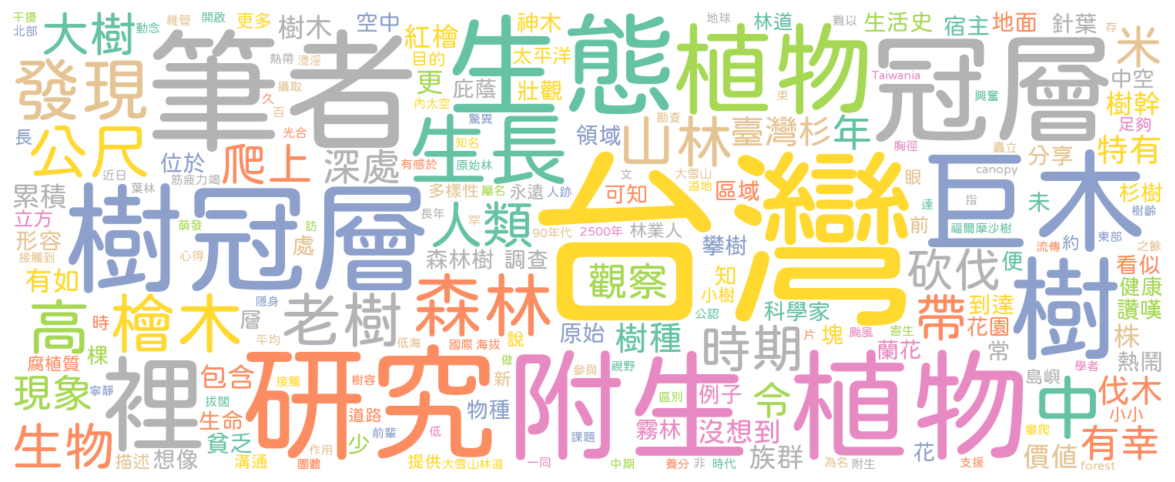 干擾 維管 開啟 更多 空中 神木 林道 地球 生活史 宿主 地面 難以 針葉 存 米
北部 大樹 動念 樹木 熱帶 浸淫 紅檜 目的 太平洋 生態 植物 冠層 Taiwania 中空
發現 筆者 攝取 久 百 更 庇蔭 壯觀 內太空 束 勘查 興奮 樹幹
長 公尺 光合 驚異 知名 生長 領域 山林 臺灣杉 年 胸徑 矗立 足夠
近日 位於 爬上 深處 有感於 原始林 大雪山 道地 分享 特有
累積 葉林 筋疲力竭 多樣性 屬名 永遠 人跡 文 可知 區域 眼 canopy 巨木 杉樹
立方 樹冠層 萌發 訪 長年 人類 罕 90年代 2500年 林業人 台灣 前 達 指 未 樹齡
形容 接觸到 心得 處 森林樹 調查 攀樹 福爾摩沙樹 流傳 約 東部 之餘
有如 隱身 知 小樹 觀察 砍伐 便 看似
高 檜木 層 老樹 森林 說 公認 科學家 帶 到達 樹 健康 讚嘆
時 平均 低海 國際 海拔 原始 樹種 時期 塊 片 颱風 寄生 花園 株
腐植質 棵 裡 研究 做 視野 參與 蘭花 常 學者 熱鬧
現象 寧靜 拔闊 包含 接觸 樹容 新 附生 植物 區別 例子 令 島嶼 中 伐木
生物 生命 貧乏 少 道路 前輩 低 物種 霧林 沒想到 花 小小 攀爬 有幸
描述 想像 溝通 作用 團體 提供 大雪山林道 一同 課題 中期 養分 非 時代 族群 為名 附生 支援 價值 forest